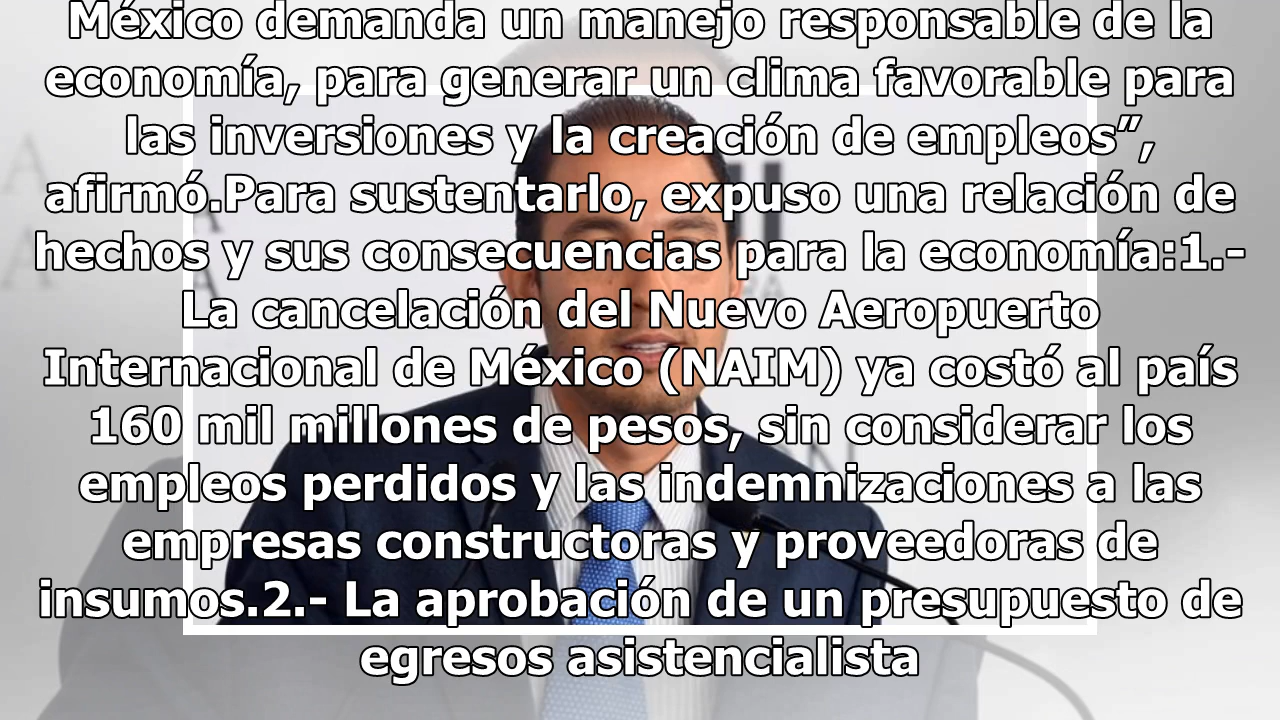 México demanda un manejo responsable de la
economía, para generar un clima favorable para
las inversiones y la creación de empleos”,
afirmó.Para sustentarlo, expuso una relación de
hechos y sus consecuencias para la economía:1.-
La cancelación del Nuevo Aeropuerto
Internacional de México (NAIM) ya costó al país
160 mil millones de pesos, sin considerar los
empleos perdidos y las indemnizaciones a las
empresas constructoras y proveedoras de
insumos.2.- La aprobación de un presupuesto de
egresos asistencialista